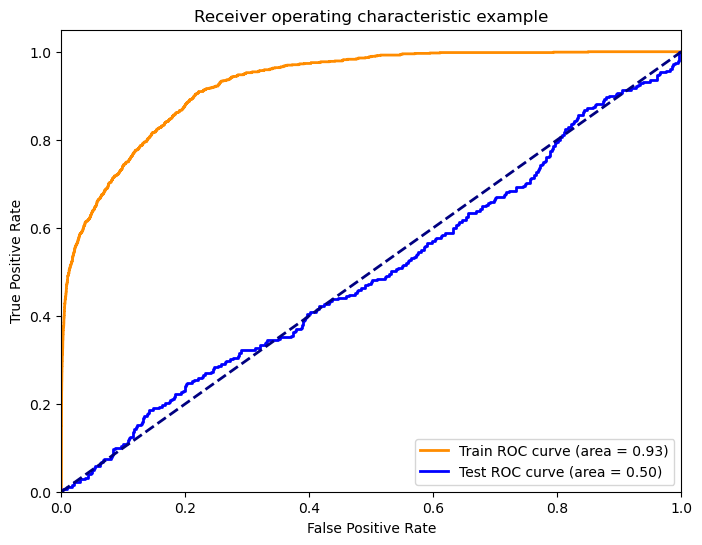 Receiver operating characteristic example
True Positive Rate
1.0
0.8
0.6
0.4
0.2
0.0
Train ROC curve (area = 0.93)
Test ROC curve (area = 0.50)
0.0 0.2 0.4 0.6 0.8 1.0
False Positive Rate